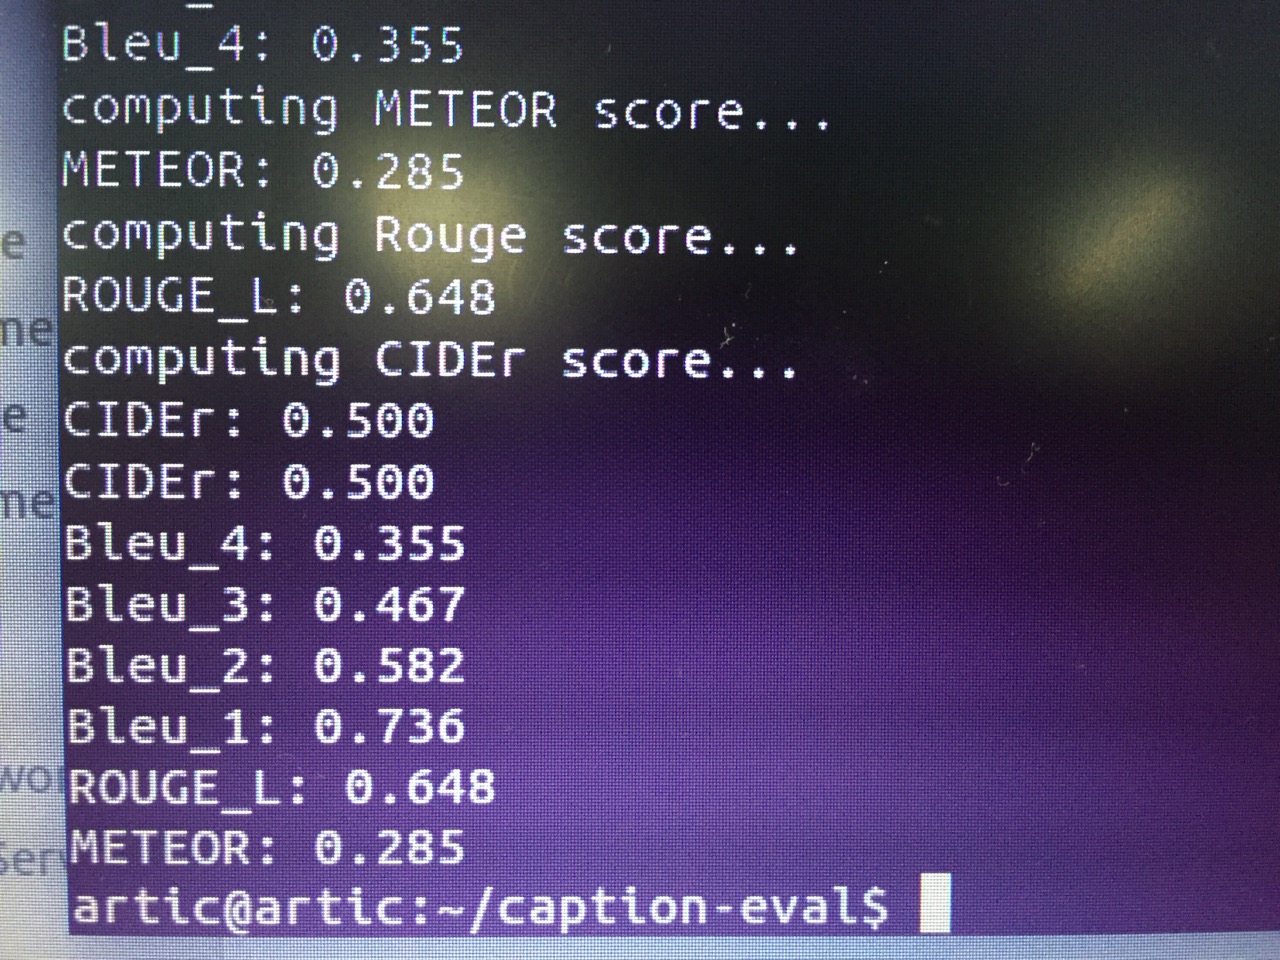 Bleu_4: 0.355
computing METEOR score...
METEOR: 0.285
computing Rouge score...
ROUGE_L: 0.648
computing CIDEr score...
CIDEr: 0.500
CIDEr: 0.500
Bleu_4: 0.355
Bleu_3: 0.467
Bleu_2: 0.582
Bleu_1: 0.736
ROUGE_L: 0.648
METEOR: 0.285
artic@artic:~/caption-eval$